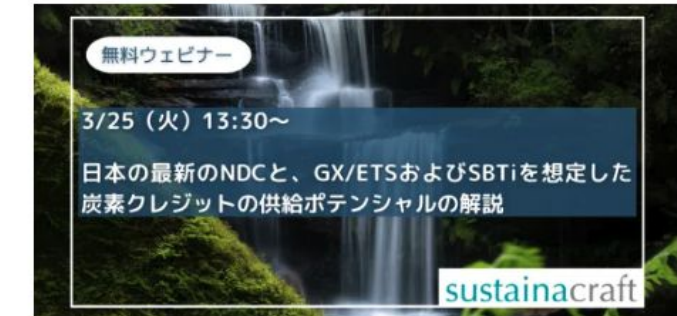 無料ウェビナー
3/25（火）13:30～
日本の最新のNDCと、GX/ETSおよびSBTiを想定した
炭素クレジットの供給ポテンシャルの解説
sustainacraft